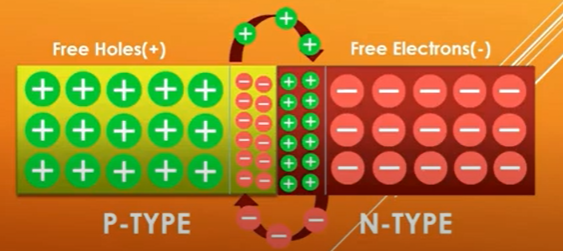 Free Holes(+)
Free Electrons(-)
P-TYPE
N-TYPE